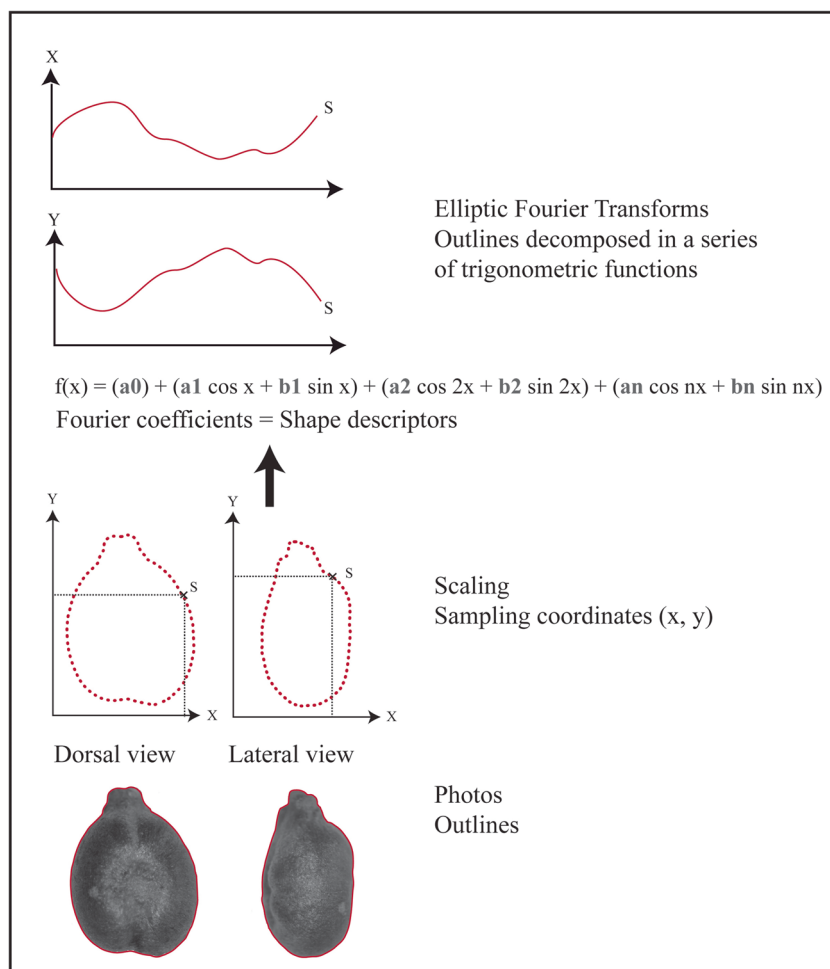 X
S
Y
S
Elliptic Fourier Transforms
Outlines decomposed in a series
of trigonometric functions
f(x) = (a0) + (a1 cos x + b1 sin x) + (a2 cos 2x + b2 sin 2x) + (an cos nx + bn sin nx)
Fourier coefficients = Shape descriptors
Y
S
X
Y
S
X
Scaling
Sampling coordinates (x, y)
Dorsal view
Lateral view
Photos
Outlines